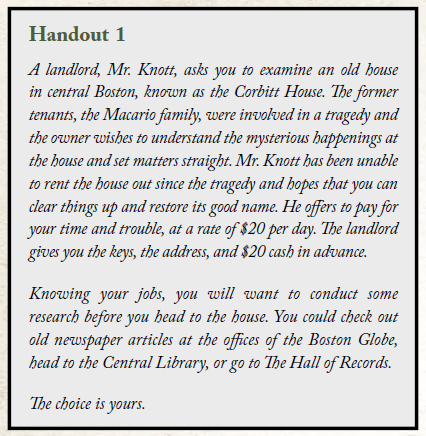 Handout 1
A landlord, Mr. Knott, asks you to examine an old house
in central Boston, known as the Corbitt House. The former
tenants, the Macario family, were involved in a tragedy and
the owner wishes to understand the mysterious happenings at
the house and set matters straight. Mr. Knott has been unable
to rent the house out since the tragedy and hopes that you can
clear things up and restore its good name. He offers to pay for
your time and trouble, at a rate of $20 per day. The landlord
gives you the keys, the address, and $20 cash in advance.
Knowing your jobs, you will want to conduct some
research before you head to the house. You could check out
old newspaper articles at the offices of the Boston Globe,
head to the Central Library, or go to The Hall of Records.
The choice is yours.